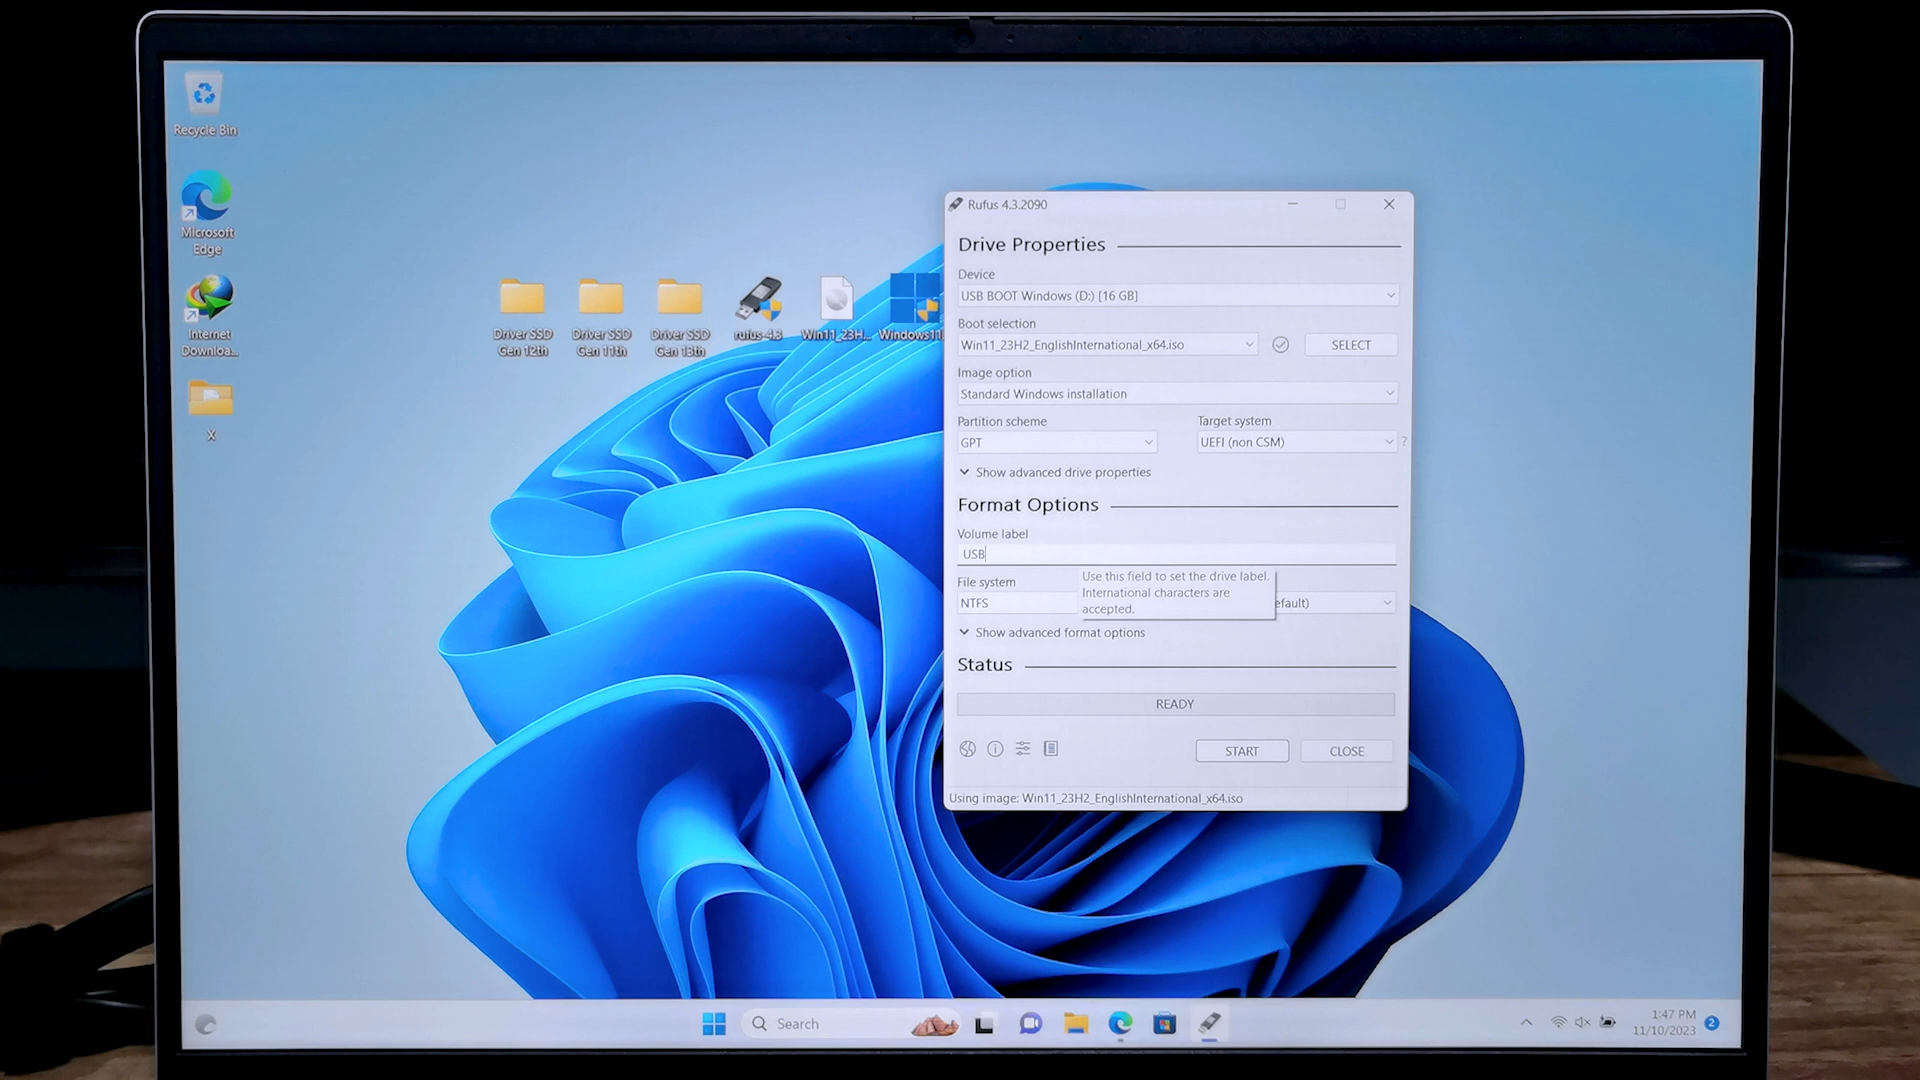 Recycle Bin
Microsoft
Edge
Internet
Downloa...
X
Driver SSD
Gen 12th
Driver SSD
Gen 11th
Driver SSD
Gen 13th
rufus-4.3
Win11_23H...
Windows11
Rufus 4.3.2090
Drive Properties
Device
USB BOOT Windows (D:) [16 GB]
Boot selection
Win11_23H2_EnglishInternational_x64.iso
SELECT
Image option
Standard Windows installation
Partition scheme
Target system
GPT
UEFI (non CSM)
?
Show advanced drive properties
Format Options
Volume label
USB
File system
Use this field to set the drive label.
International characters are
accepted.
NTFS
efault)
Show advanced format options
Status
READY
START
CLOSE
Using image: Win11_23H2_EnglishInternational_x64.iso
Search
1:47 PM
11/10/2023
2